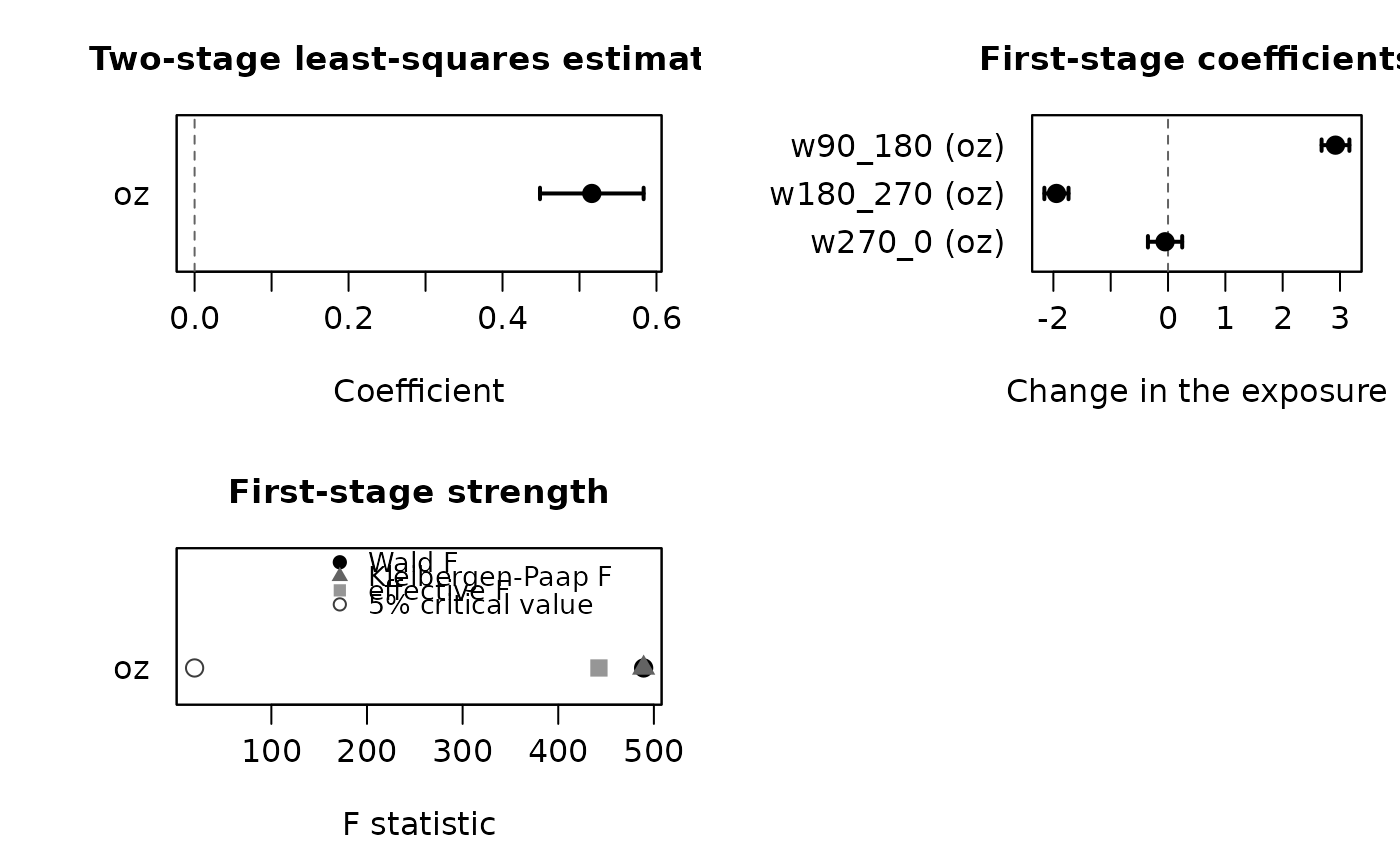 Two-stage least-squares estimat
oz
0.0 0.2 0.4 0.6
Coefficient
First-stage coefficients
w90_180 (oz)
w180_270 (oz)
w270_0 (oz)
-2 0 1 2 3
Change in the exposure
First-stage strength
Wald F
Kleibergen-Paap F
effective F
5% critical value
oz
100 200 300 400 500
F statistic